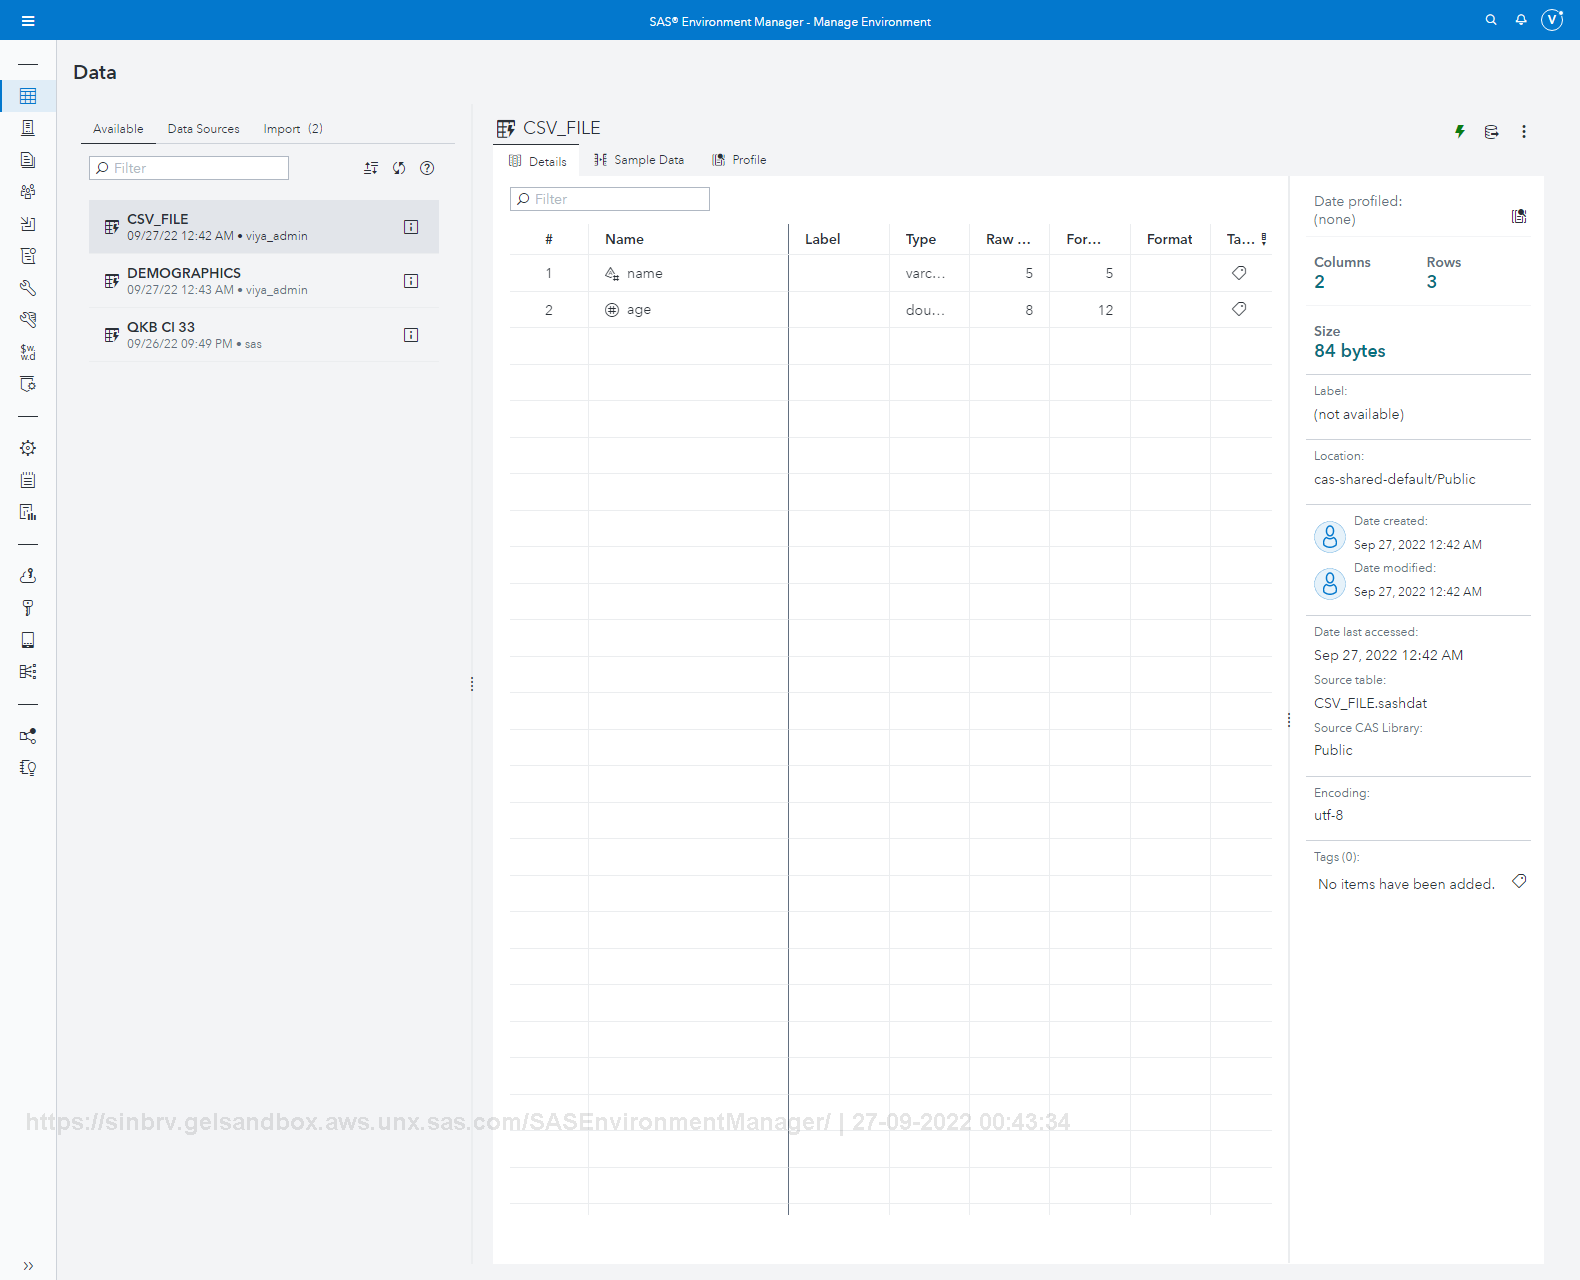 SAS® Environment Manager - Manage Environment
V
Data
Available Data Sources Import (2)
Filter
CSV_FILE
09/27/22 12:42 AM • viya_admin
DEMOGRAPHICS
09/27/22 12:43 AM • viya_admin
QKB CI 33
09/26/22 09:49 PM • sas
$w.
w.d
CSV_FILE
Details Sample Data Profile
Filter
# Name Label Type Raw ... For... Format Ta...
1 name varc... 5 5
2 age dou... 8 12
Date profiled:
(none)
Columns Rows
2 3
Size
84 bytes
Label:
(not available)
Location:
cas-shared-default/Public
Date created:
Sep 27, 2022 12:42 AM
Date modified:
Sep 27, 2022 12:42 AM
Date last accessed:
Sep 27, 2022 12:42 AM
Source table:
CSV_FILE.sashdat
Source CAS Library:
Public
Encoding:
utf-8
Tags (0):
No items have been added.
https://sinbrv.gelsandbox.aws.unx.sas.com/SASEnvironmentManager/ | 27-09-2022 00:43:34